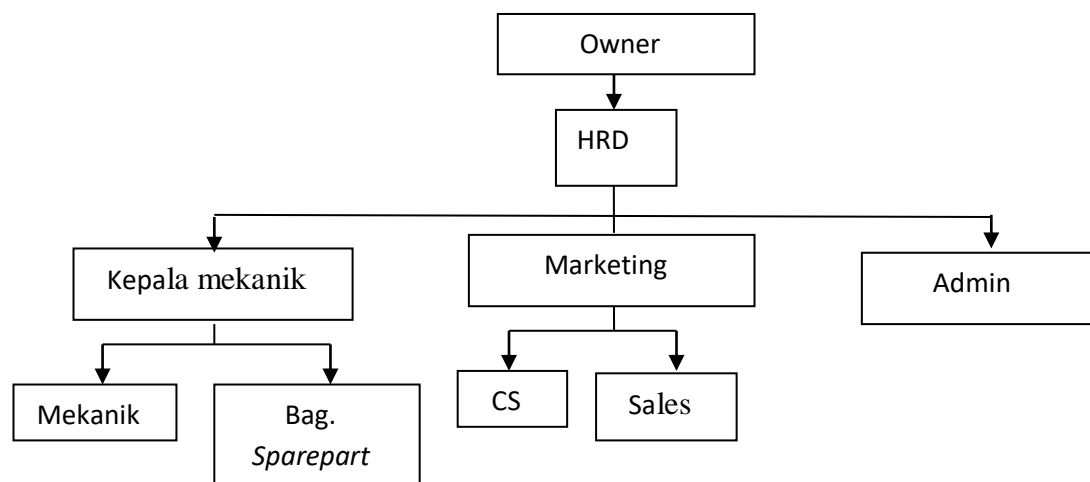 Owner
HRD
Kepala mekanik
Marketing
Admin
Mekanik
Bag.
Sparepart
CS
Sales